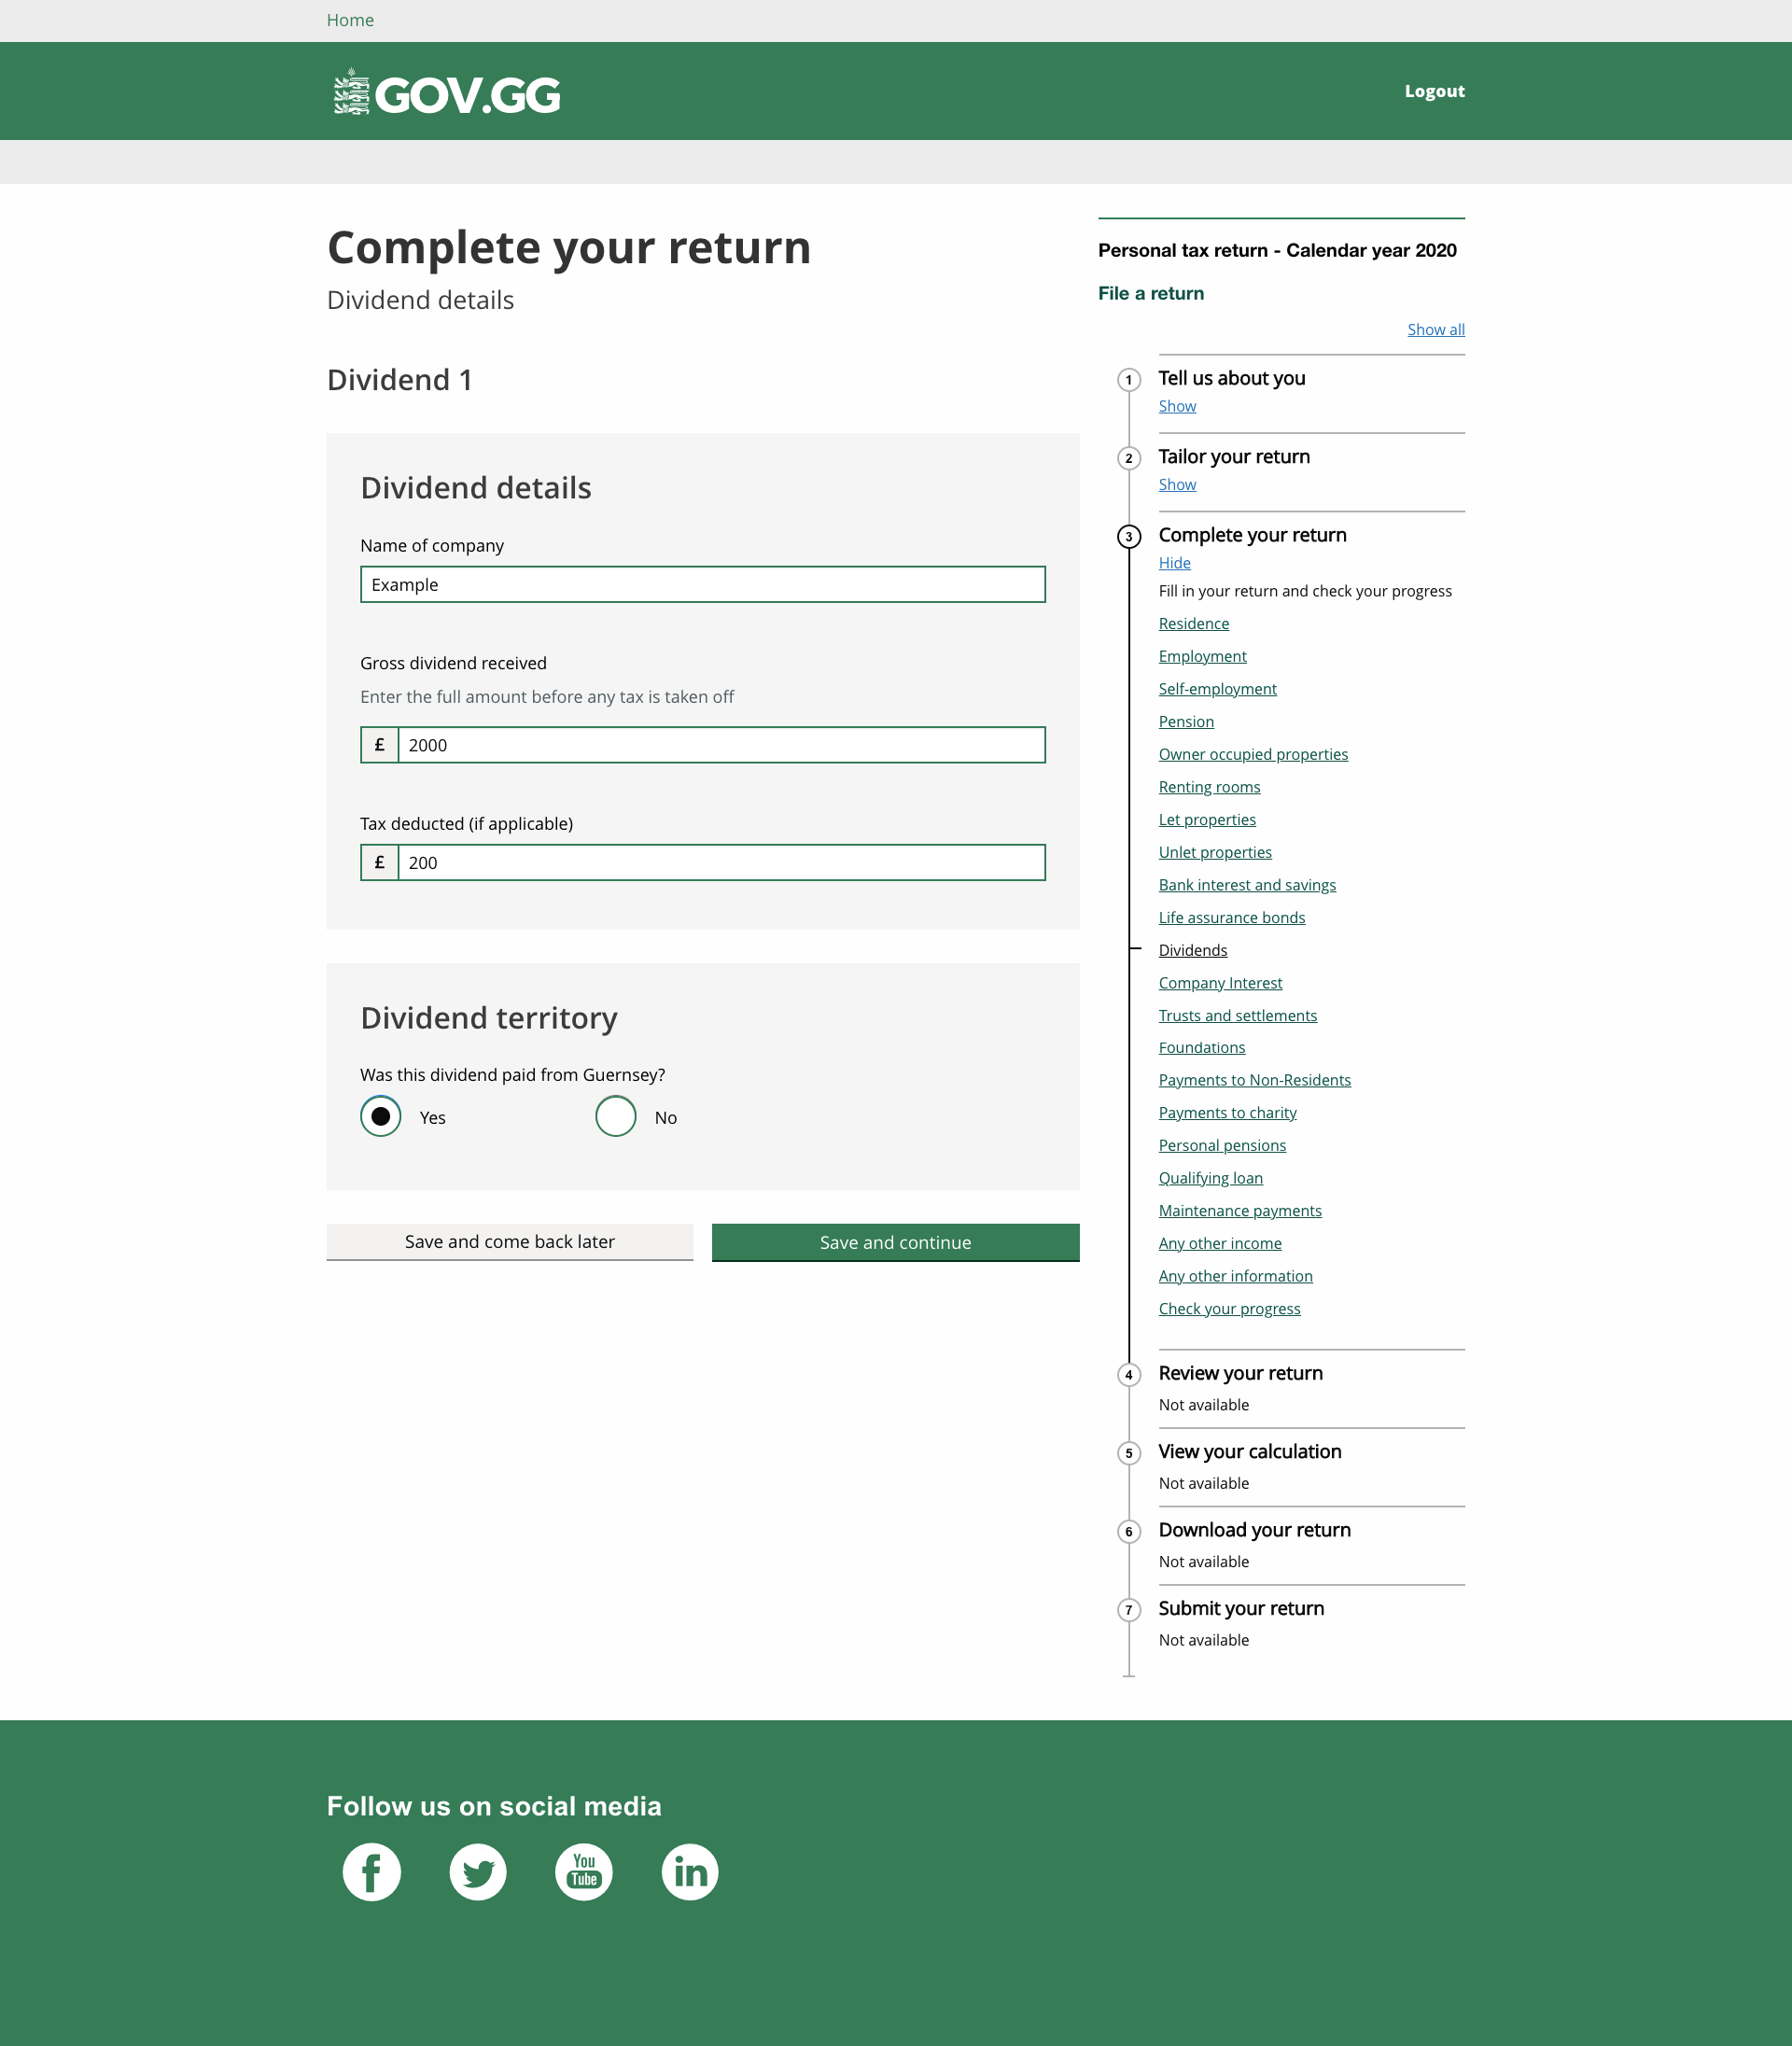 Home
GOV.GG
Logout
Complete your return
Dividend details
Dividend 1
Dividend details
Name of company
Example
Gross dividend received
Enter the full amount before any tax is taken off
£ 2000
Tax deducted (if applicable)
£ 200
Dividend territory
Was this dividend paid from Guernsey?
Yes No
Save and come back later Save and continue
Personal tax return - Calendar year 2020
File a return
Show all
1 Tell us about you
Show
2 Tailor your return
Show
3 Complete your return
Hide
Fill in your return and check your progress
Residence
Employment
Self-employment
Pension
Owner occupied properties
Renting rooms
Let properties
Unlet properties
Bank interest and savings
Life assurance bonds
Dividends
Company Interest
Trusts and settlements
Foundations
Payments to Non-Residents
Payments to charity
Personal pensions
Qualifying loan
Maintenance payments
Any other income
Any other information
Check your progress
4 Review your return
Not available
5 View your calculation
Not available
6 Download your return
Not available
7 Submit your return
Not available
Follow us on social media
f
You
Tube
in